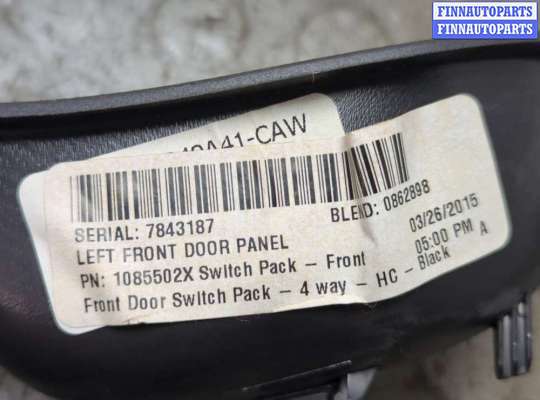 FINNAUTOPARTS
FINNAUTOPARTS
41-CAW
SERIAL: 7843187
BLEND: 0862898
03/26/2015
LEFT FRONT DOOR PANEL
05:00 PM A
PN: 1085502X Switch Pack – Front
Front Door Switch Pack – 4 way – HC – Black